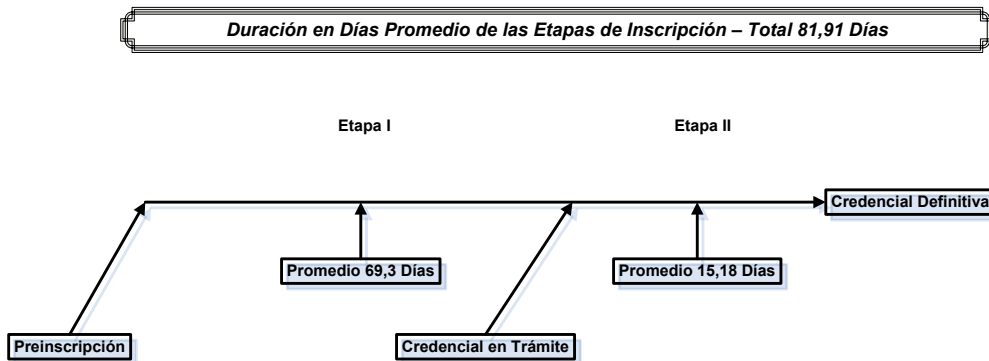 Duración en Días Promedio de las Etapas de Inscripción – Total 81,91 Días
Etapa I
Etapa II
Credencial Definitiva
Promedio 69,3 Días
Promedio 15,18 Días
Preinscripción
Credencial en Trámite